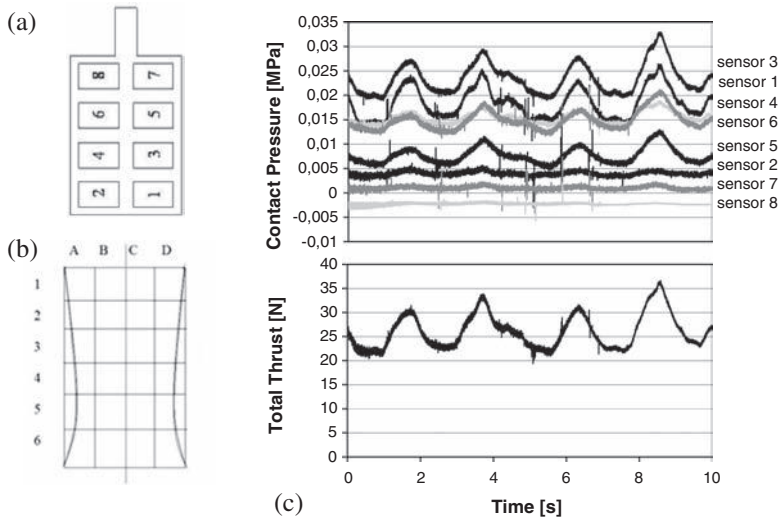 (a)
8 7
6 5
4 3
2 1
(b)
A B C D
1
2
3
4
5
6
(c)
Contact Pressure [MPa]
0,035
0,03
0,025
0,02
0,015
0,01
0,005
0
-0,005
-0,01
sensor 3
sensor 1
sensor 4
sensor 6
sensor 5
sensor 2
sensor 7
sensor 8
Total Thrust [N]
40
35
30
25
20
15
10
5
0
0 2 4 6 8 10
Time [s]